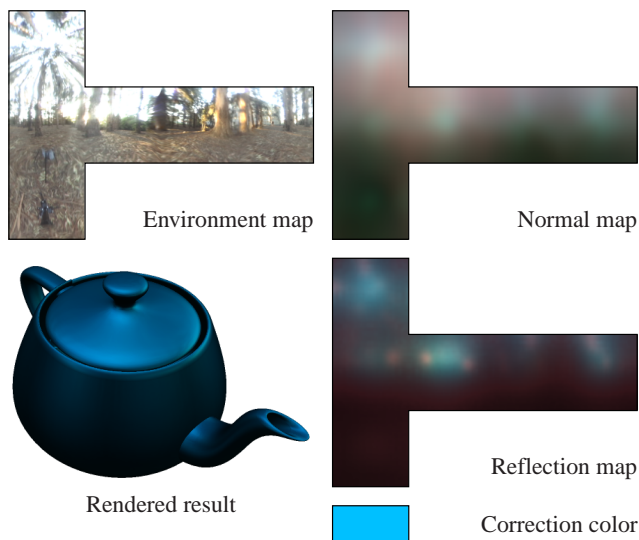 Environment map
Normal map
Rendered result
Reflection map
Correction color